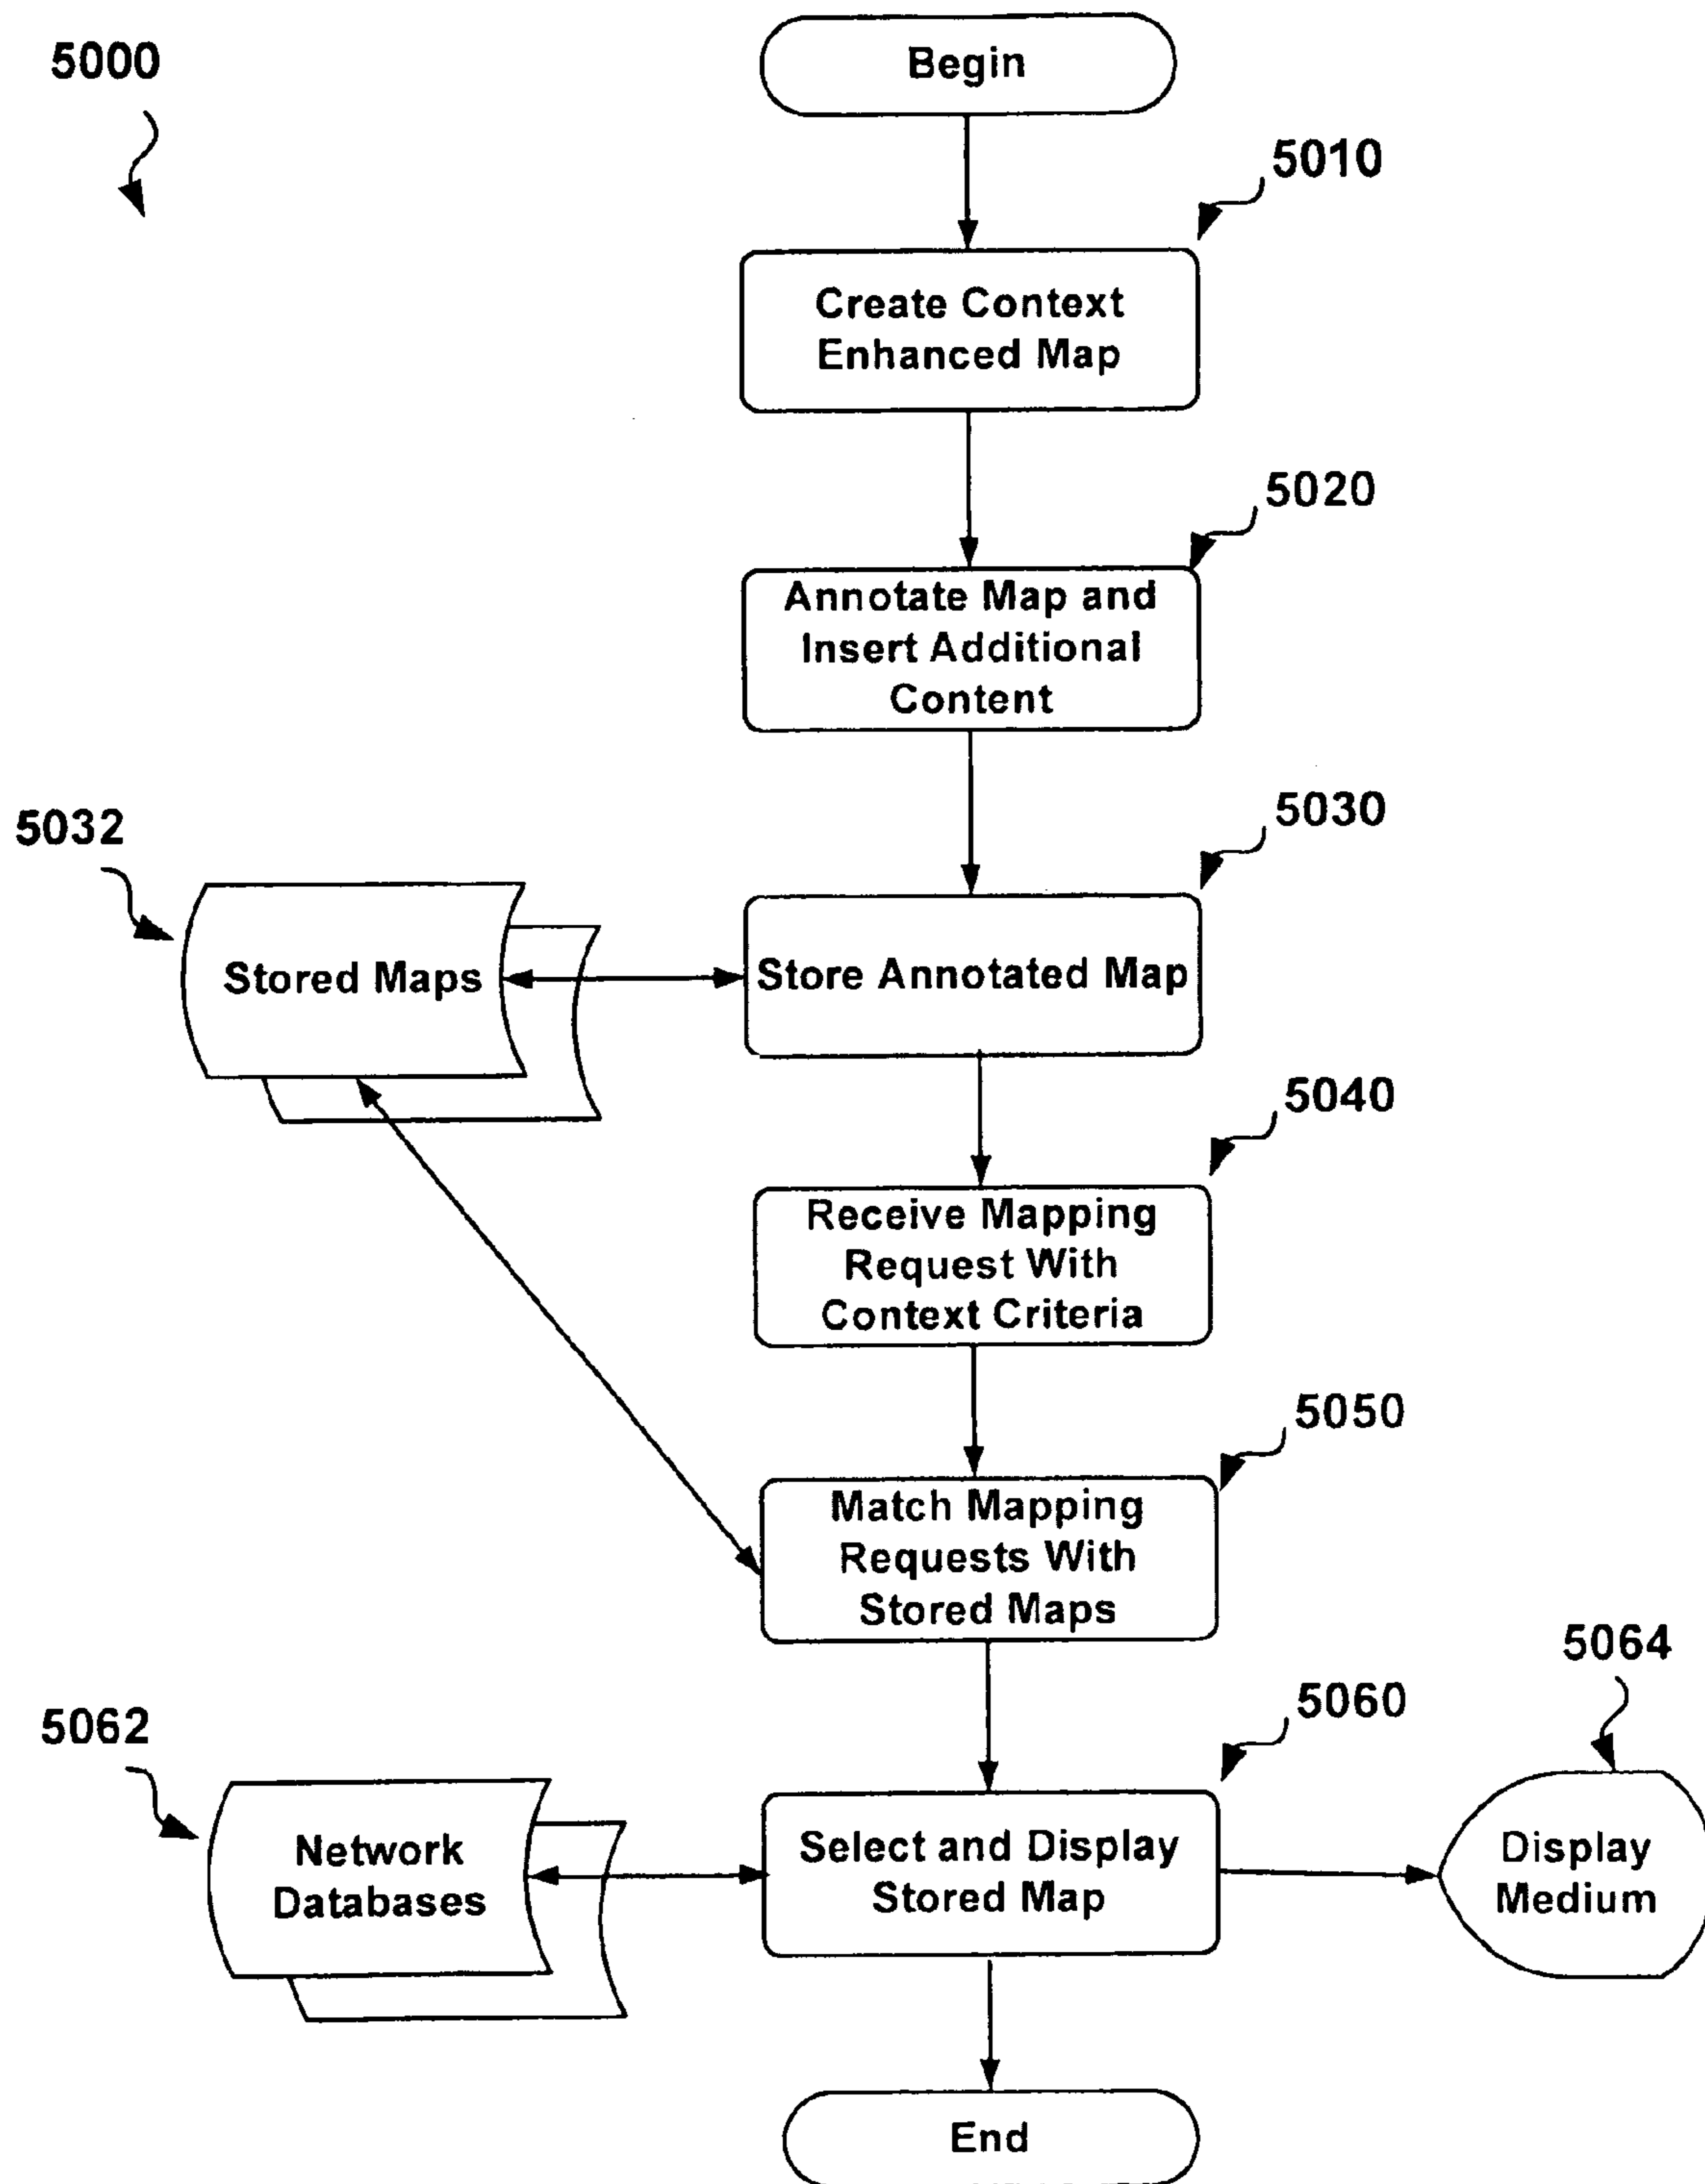 5000
Begin
5010
Create Context
Enhanced Map
5020
Annotate Map and
Insert Additional
Content
5030
5032
Stored Maps
Store Annotated Map
5040
Receive Mapping
Request With
Context Criteria
5050
Match Mapping
Requests With
Stored Maps
5064
5060
5062
Network
Databases
Select and Display
Stored Map
Display
Medium
End